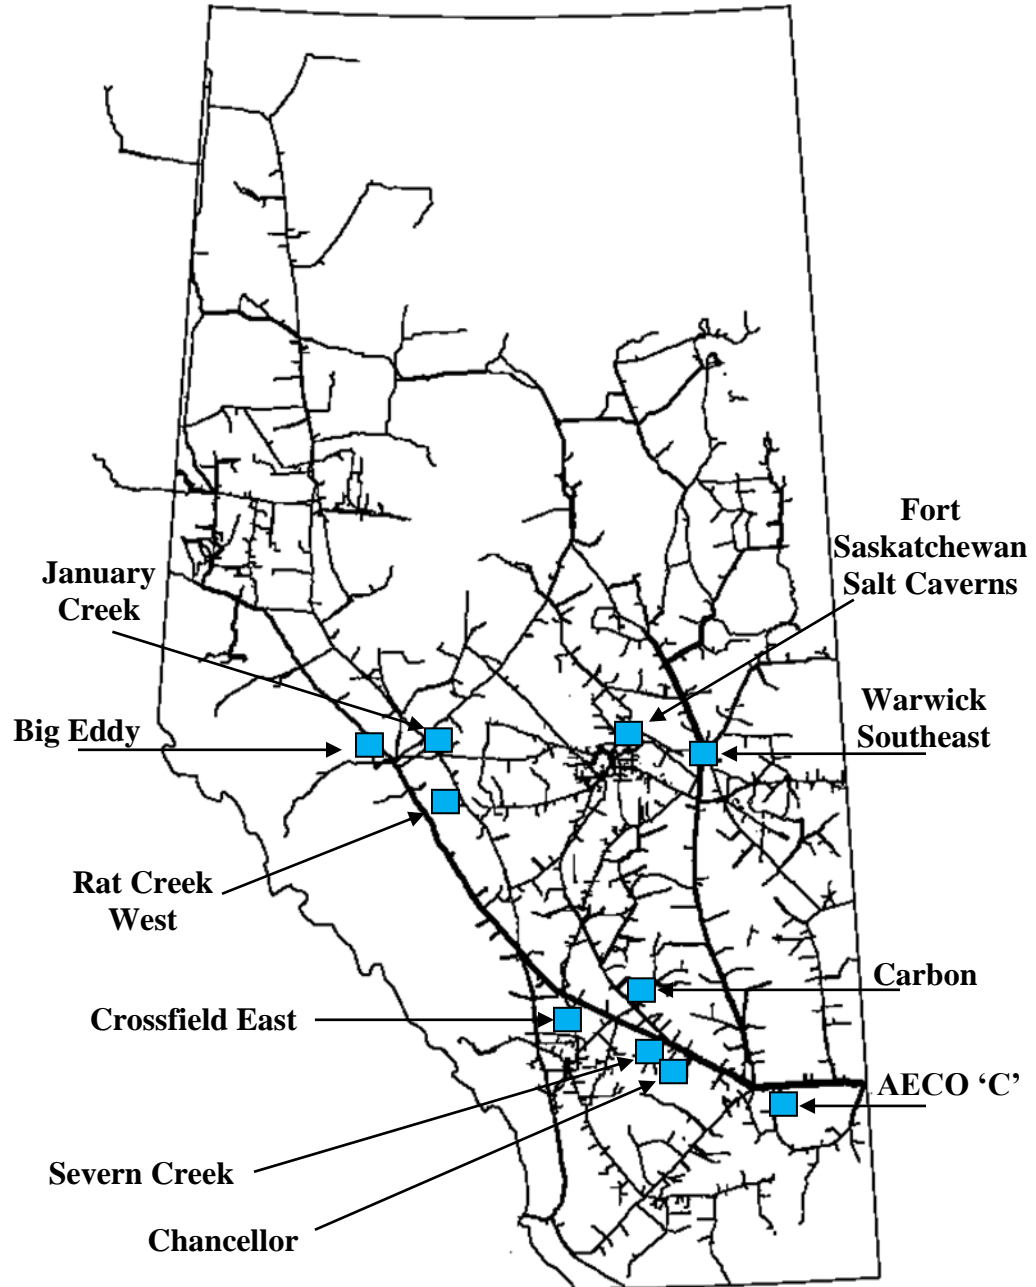 Fort
Saskatchewan
Salt Caverns
January
Creek
Warwick
Southeast
Big Eddy
Rat Creek
West
Carbon
Crossfield East
AECO ‘C’
Severn Creek
Chancellor